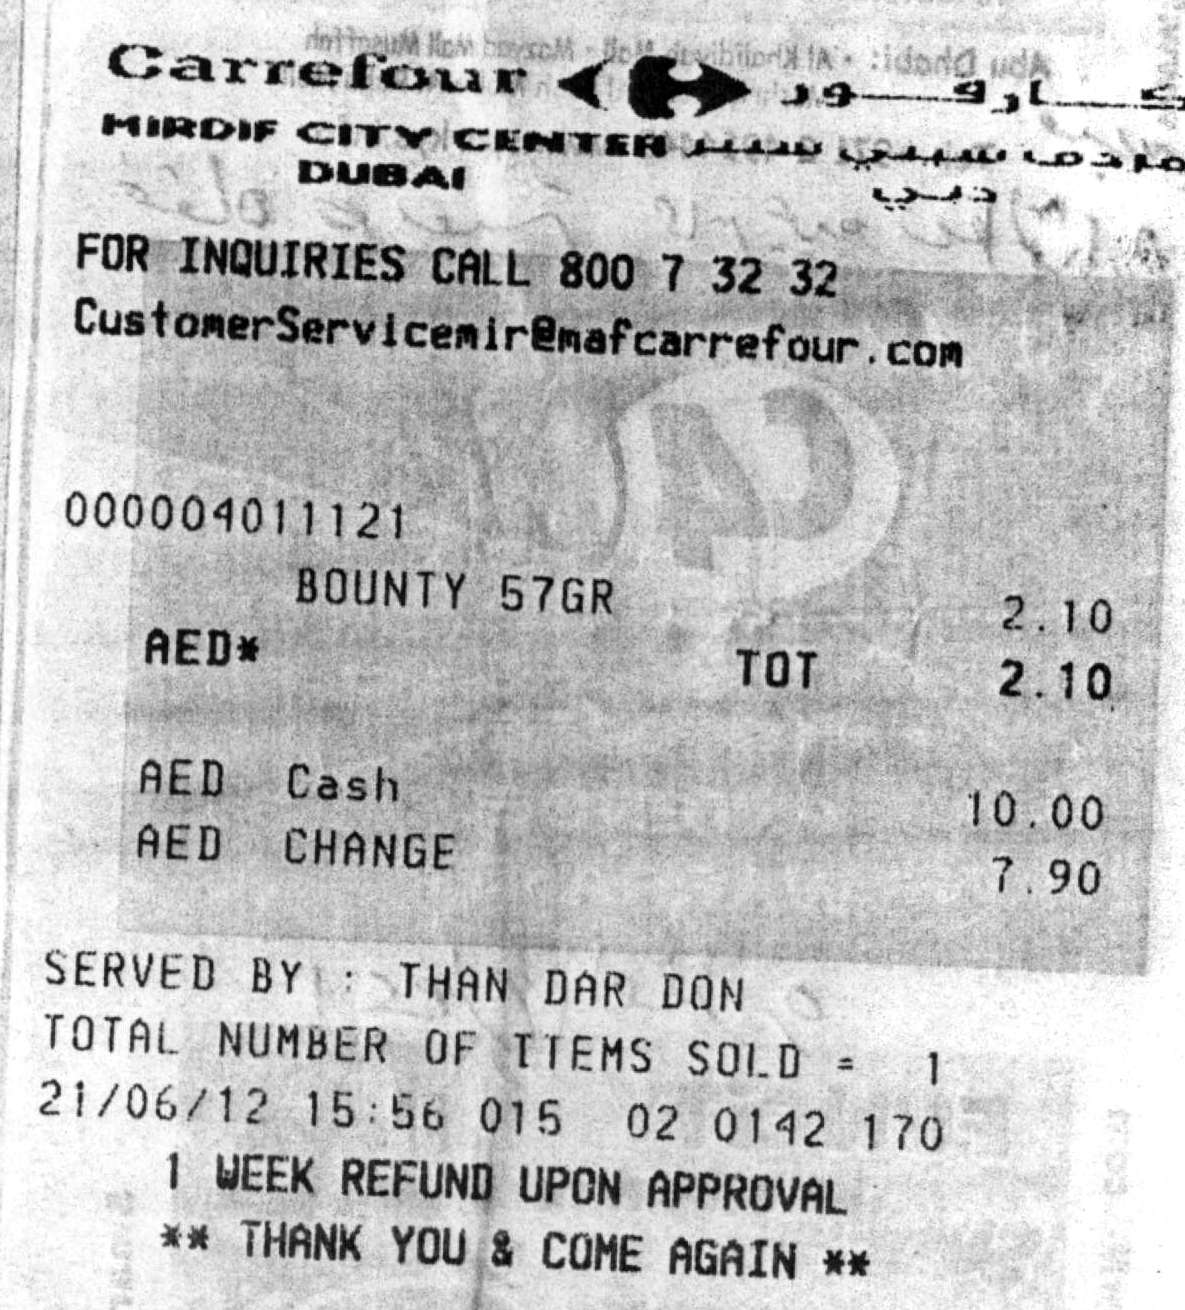 Carrefour كارفور
MIRDIF CITY CENTER مردف سيتي سنتر
DUBAI دبي
FOR INQUIRIES CALL 800 7 32 32
CustomerServicemir@mafcarrefour.com
000004011121
BOUNTY 57GR 2.10
AED* TOT 2.10
AED Cash 10.00
AED CHANGE 7.90
SERVED BY : THAN DAR DON
TOTAL NUMBER OF ITEMS SOLD = 1
21/06/12 15:56 015 02 0142 170
1 WEEK REFUND UPON APPROVAL
** THANK YOU & COME AGAIN **